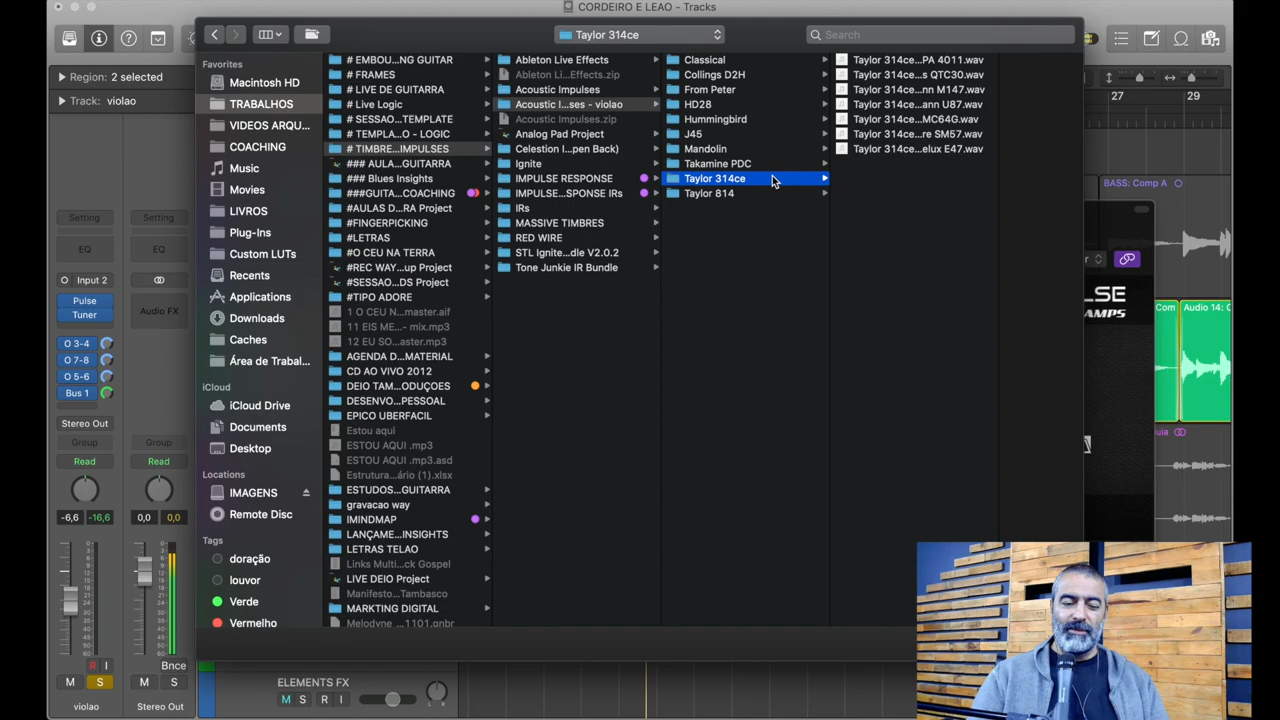 CORDEIRO E LEAO - Tracks
Region: 2 selected
Track: violao
Setting
Setting
EQ
EQ
Input 2
Pulse
Tuner
Audio FX
3-4
7-8
5-6
Bus 1
Stereo Out
Group
Group
Read
Read
-6,6
-16,6
0,0
0,0
R I
Bnce
M S
M S
violao
Stereo Out
Taylor 314ce
Search
Favorites
Macintosh HD
TRABALHOS
VIDEOS ARQU...
COACHING
Music
Movies
LIVROS
Plug-Ins
Custom LUTs
Recents
Applications
Downloads
Caches
Área de Trabal...
iCloud
iCloud Drive
Documents
Desktop
Locations
IMAGENS
Remote Disc
Tags
doração
louvor
Verde
Vermelho
# EMBOU...NG GUITAR
# FRAMES
# LIVE DE GUITARRA
# Live Logic
# SESSAO...TEMPLATE
# TEMPLA...O - LOGIC
# TIMBRE...IMPULSES
### AULA...GUITARRA
### Blues Insights
###GUITA...COACHING
#AULAS D...RA Project
#FINGERPICKING
#LETRAS
#O CEU NA TERRA
#REC WAY...up Project
#SESSAO...DS Project
#TIPO ADORE
1 O CEU N...master.aif
11 EIS ME... - mix.mp3
12 EU SO...aster.mp3
AGENDA D...MATERIAL
CD AO VIVO 2012
DEIO TAM...ODUÇOES
DESENVO...PESSOAL
EPICO UBERFACIL
Estou aqui
ESTOU AQUI .mp3
ESTOU AQUI .mp3.asd
Estrutura...ário (1).xlsx
ESTUDOS...GUITARRA
gravacao way
IMINDMAP
LANÇAME...INSIGHTS
LETRAS TELAO
Links Multi...ck Gospel
LIVE DEIO Project
Manifesto...Tambasco
MARKTING DIGITAL
Melodyne ...1101.gnbr
Ableton Live Effects
Ableton Li...Effects.zip
Acoustic Impulses
Acoustic I...ses - violao
Acoustic Impulses.zip
Analog Pad Project
Celestion I...pen Back)
Ignite
IMPULSE RESPONSE
IMPULSE...SPONSE IRs
IRs
MASSIVE TIMBRES
RED WIRE
STL Ignite...dle V2.0.2
Tone Junkie IR Bundle
Classical
Collings D2H
From Peter
HD28
Hummingbird
J45
Mandolin
Takamine PDC
Taylor 314ce
Taylor 814
Taylor 314ce...PA 4011.wav
Taylor 314ce...s QTC30.wav
Taylor 314ce...nn M147.wav
Taylor 314ce...ann U87.wav
Taylor 314ce...MC64G.wav
Taylor 314ce...re SM57.wav
Taylor 314ce...elux E47.wav
27
29
BASS: Comp A
LSE
AMPS
Com
Audio 14: C
uia
ELEMENTS FX
M S R I